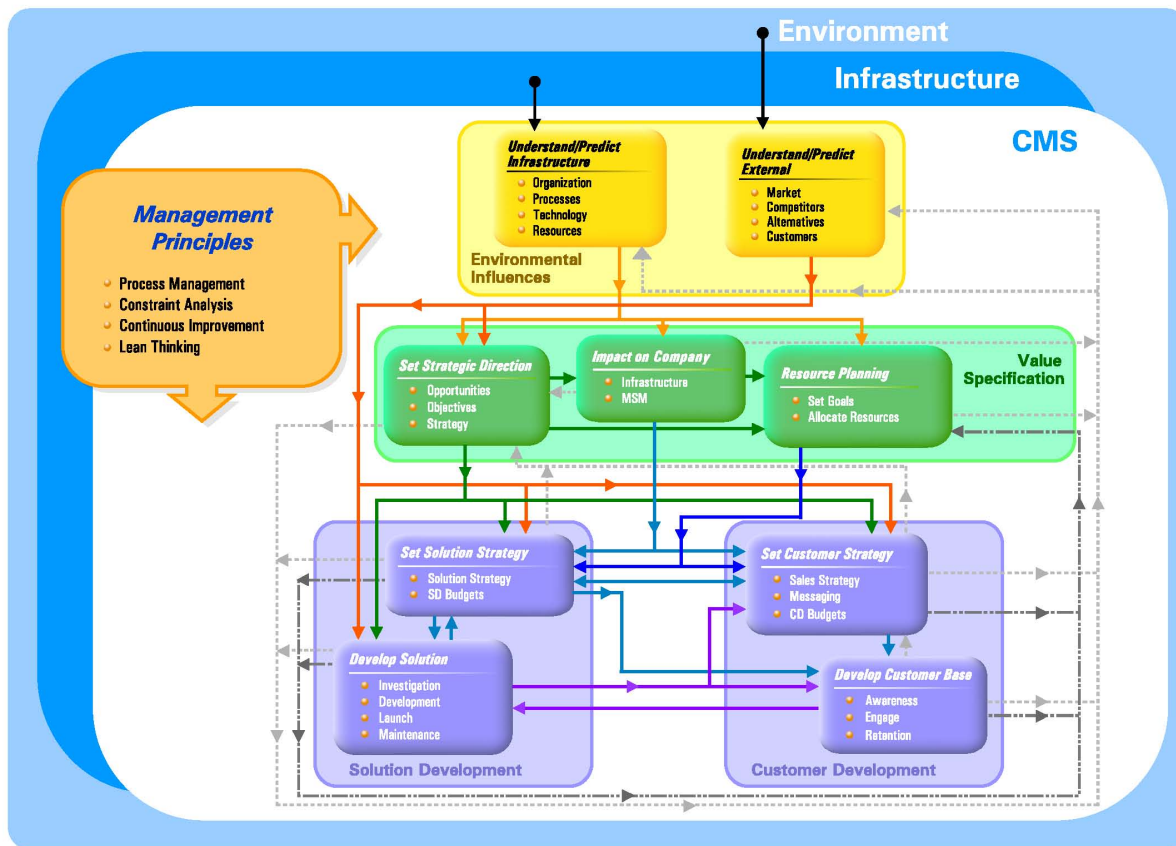 Environment
Infrastructure
CMS
Management
Principles
Process Management
Constraint Analysis
Continuous Improvement
Lean Thinking
Understand/Predict
Infrastructure
Organization
Processes
Technology
Resources
Understand/Predict
External
Market
Competitors
Alternatives
Customers
Environmental
Influences
Set Strategic Direction
Opportunities
Objectives
Strategy
Impact on Company
Infrastructure
MSM
Resource Planning
Set Goals
Allocate Resources
Value
Specification
Set Solution Strategy
Solution Strategy
SD Budgets
Develop Solution
Investigation
Development
Launch
Maintenance
Solution Development
Set Customer Strategy
Sales Strategy
Messaging
CD Budgets
Develop Customer Base
Awareness
Engage
Retention
Customer Development